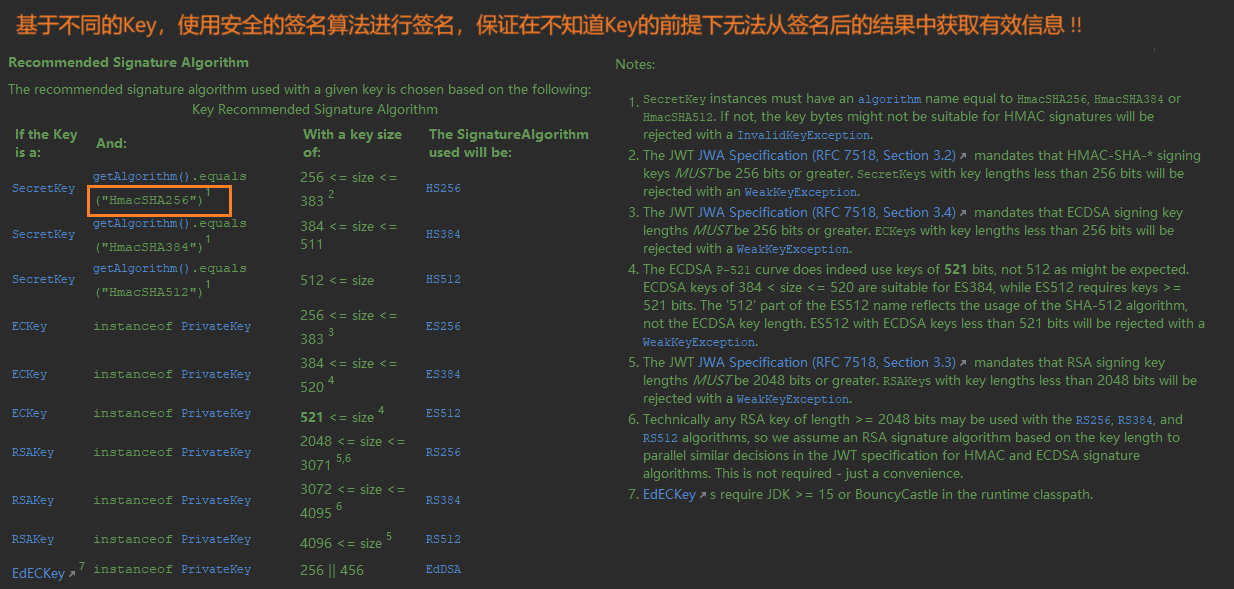 基于不同的Key，使用安全的签名算法进行签名，保证在不知道Key的前提下无法从签名后的结果中获取有效信息 !!
Recommended Signature Algorithm
The recommended signature algorithm used with a given key is chosen based on the following:
Key Recommended Signature Algorithm
If the Key is a: And: With a key size of: The SignatureAlgorithm used will be:
SecretKey getAlgorithm().equals("HmacSHA256")1 256 <= size <= 383 2 HS256
SecretKey getAlgorithm().equals("HmacSHA384")1 384 <= size <= 511 HS384
SecretKey getAlgorithm().equals("HmacSHA512")1 512 <= size HS512
ECKey instanceof PrivateKey 256 <= size <= 383 3 ES256
ECKey instanceof PrivateKey 384 <= size <= 520 4 ES384
ECKey instanceof PrivateKey 521 <= size 4 ES512
RSAKey instanceof PrivateKey 2048 <= size <= 3071 5,6 RS256
RSAKey instanceof PrivateKey 3072 <= size <= 4095 6 RS384
RSAKey instanceof PrivateKey 4096 <= size 5 RS512
EdECKey 7 instanceof PrivateKey 256 || 456 EdDSA
Notes:
1. SecretKey instances must have an algorithm name equal to HmacSHA256, HmacSHA384 or
HmacSHA512. If not, the key bytes might not be suitable for HMAC signatures will be
rejected with a InvalidKeyException.
2. The JWT JWA Specification (RFC 7518, Section 3.2) mandates that HMAC-SHA-* signing
keys MUST be 256 bits or greater. SecretKeys with key lengths less than 256 bits will be
rejected with an WeakKeyException.
3. The JWT JWA Specification (RFC 7518, Section 3.4) mandates that ECDSA signing key
lengths MUST be 256 bits or greater. ECKeys with key lengths less than 256 bits will be
rejected with a WeakKeyException.
4. The ECDSA P-521 curve does indeed use keys of 521 bits, not 512 as might be expected.
ECDSA keys of 384 < size <= 520 are suitable for ES384, while ES512 requires keys >=
521 bits. The '512' part of the ES512 name reflects the usage of the SHA-512 algorithm,
not the ECDSA key length. ES512 with ECDSA keys less than 521 bits will be rejected with a
WeakKeyException.
5. The JWT JWA Specification (RFC 7518, Section 3.3) mandates that RSA signing key
lengths MUST be 2048 bits or greater. RSAKeys with key lengths less than 2048 bits will be
rejected with a WeakKeyException.
6. Technically any RSA key of length >= 2048 bits may be used with the RS256, RS384, and
RS512 algorithms, so we assume an RSA signature algorithm based on the key length to
parallel similar decisions in the JWT specification for HMAC and ECDSA signature
algorithms. This is not required - just a convenience.
7. EdECKey s require JDK >= 15 or BouncyCastle in the runtime classpath.